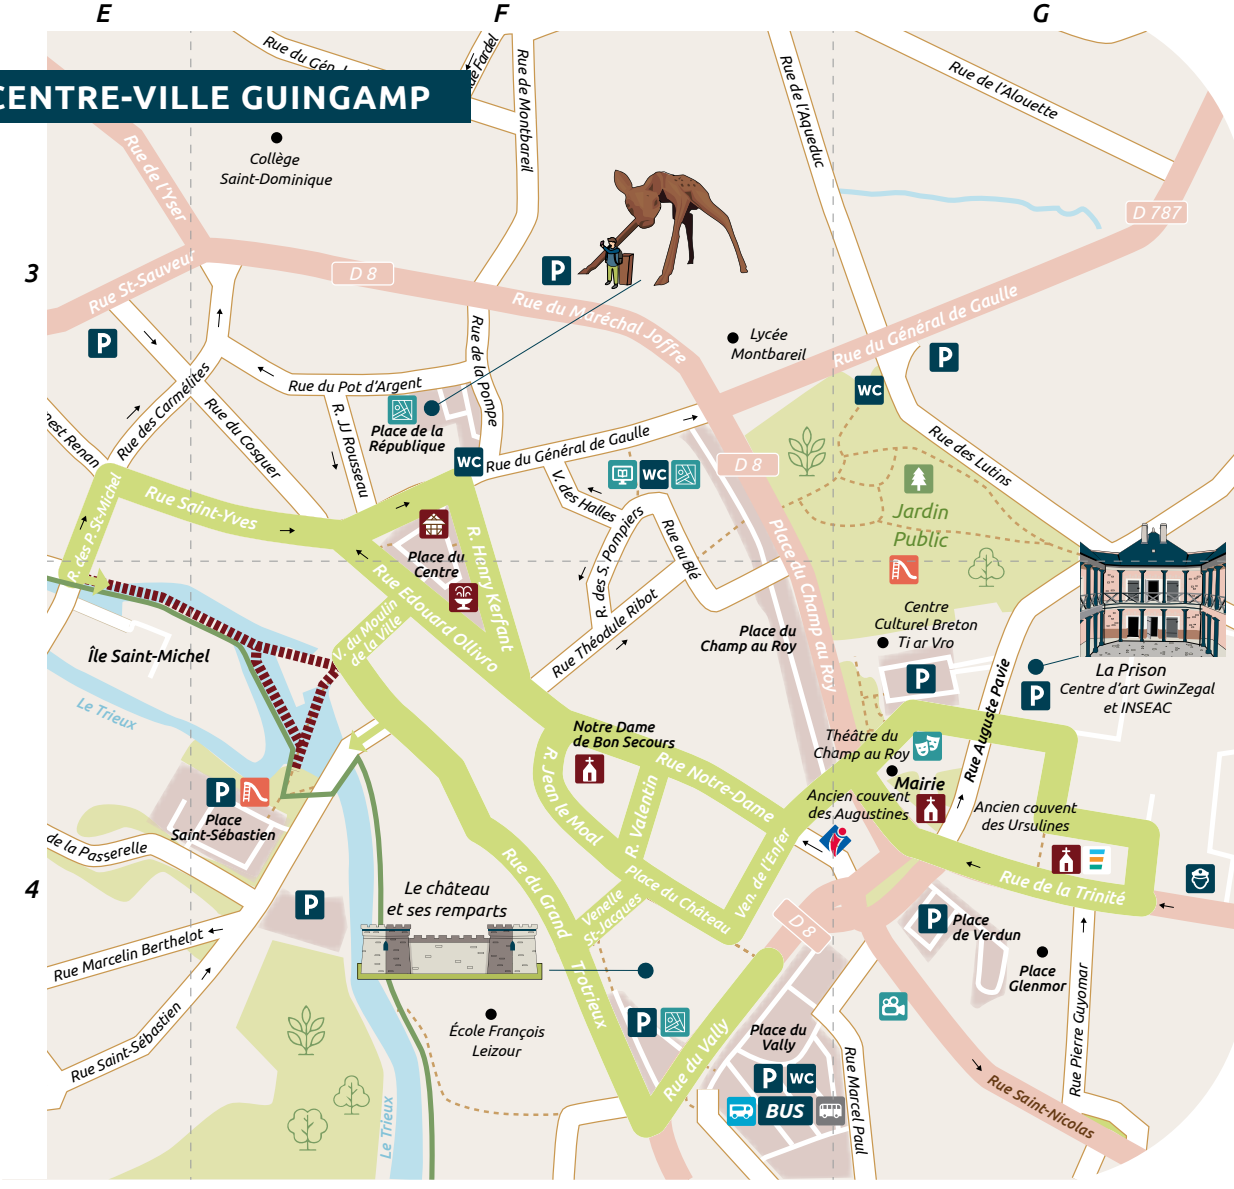 E
F
G
3
4
CENTRE-VILLE GUINGAMP
Rue du Gén
Rue de Montbareil
Rue de l'Aqueduc
Rue de l'Alouette
Collège
Saint-Dominique
Rue de l'Yser
Rue St-Sauveur
D 8
P
D 787
Rue du Maréchal Joffre
Lycée
Montbareil
Rue du Général de Gaulle
P
P
WC
Rue du Pot d'Argent
Rue de la Pompe
Rue des Carmélites
Rue du Cosquer
R. JJ Rousseau
Place de la
République
WC
Rue du Général de Gaulle
D 8
Rue des Lutins
Renan
R. des P. St-Michel
Rue Saint-Yves
V. des Halles
WC
R. des S. Pompiers
Rue au Blé
Jardin
Public
Place du
Centre
R. Henry Kerfant
Rue Edouard Ollivro
V. du Moulin
de la Ville
Rue Théodule Ribot
Place du Champ au Roy
Place du
Champ au Roy
Centre
Culturel Breton
Ti ar Vro
P
La Prison
Centre d'art GwinZegal
et INSEAC
P
Rue Auguste Pavie
Île Saint-Michel
Le Trieux
Notre Dame
de Bon Secours
R. Jean le Moal
R. Valentin
Rue Notre-Dame
Théâtre du
Champ au Roy
Mairie
Ancien couvent
des Augustines
Ancien couvent
des Ursulines
P
Place
Saint-Sébastien
de la Passerelle
Ven. de l'Enfer
Place du Château
Rue du Grand
Trotrieux
Venelle
St-Jacques
Rue de la Trinité
P
Le château
et ses remparts
D 8
P
Place
de Verdun
Place
Glenmor
Rue Marcelin Berthelot
Rue Saint-Sébastien
École François
Leizour
P
Rue du Vally
Place du
Vally
P
WC
BUS
Rue Marcel Paul
Rue Pierre Guyomar
Rue Saint-Nicolas
Le Trieux